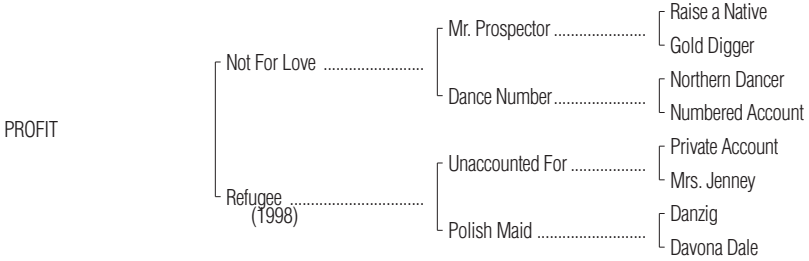 Raise a Native
Mr. Prospector ........................
Gold Digger
Not For Love ..........................
Northern Dancer
Dance Number........................
Numbered Account
PROFIT
Private Account
Unaccounted For ....................
Mrs. Jenney
Refugee ...................................
(1998)
Danzig
Polish Maid ............................
Davona Dale